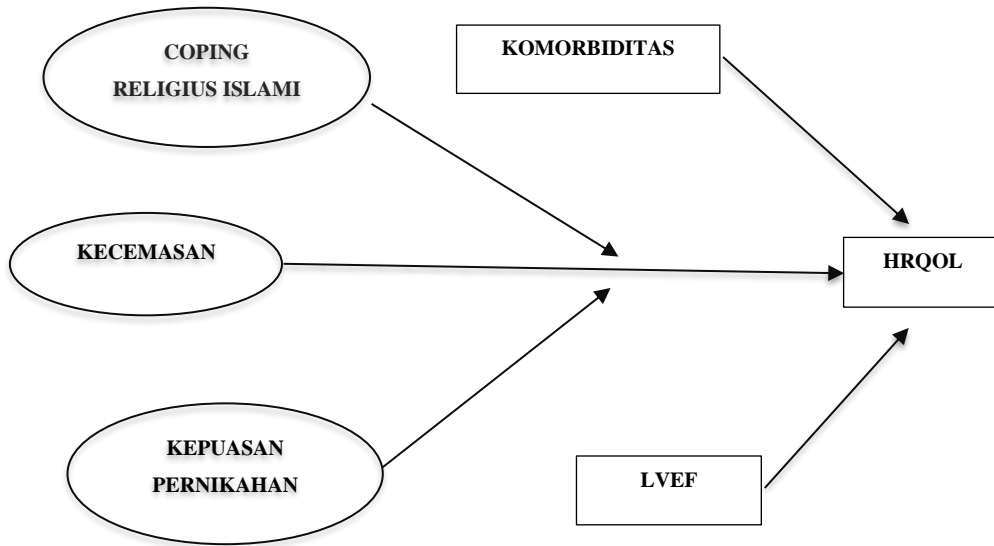 COPING
RELIGIUS ISLAMI
KOMORBIDITAS
KECEMASAN
HRQOL
KEPUASAN
PERNIKAHAN
LVEF